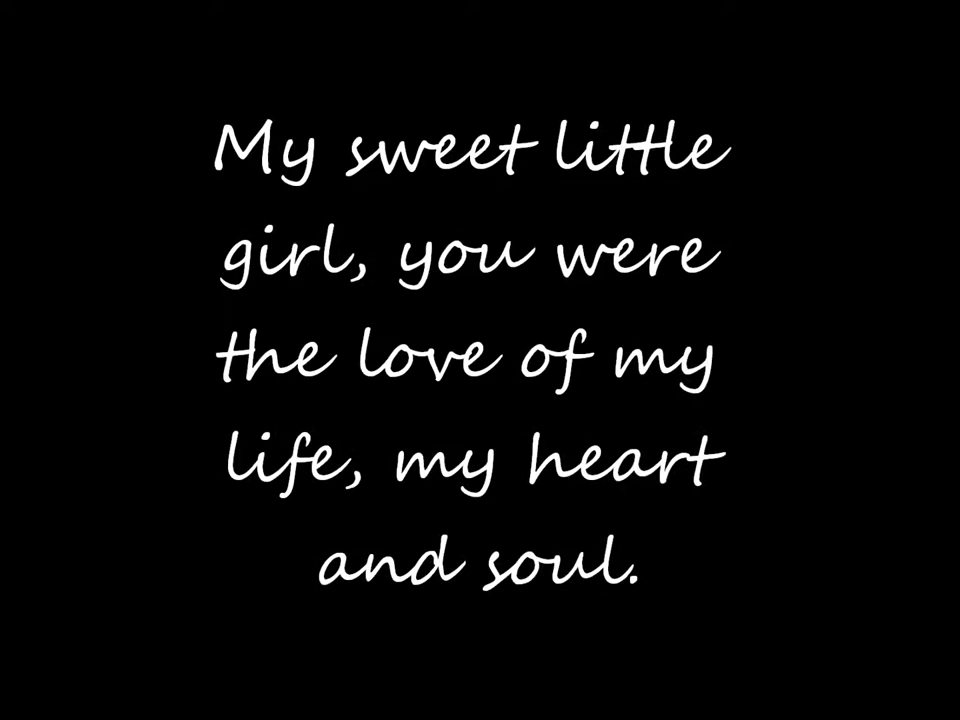 My sweet little
girl, you were
the love of my
life, my heart
and soul.